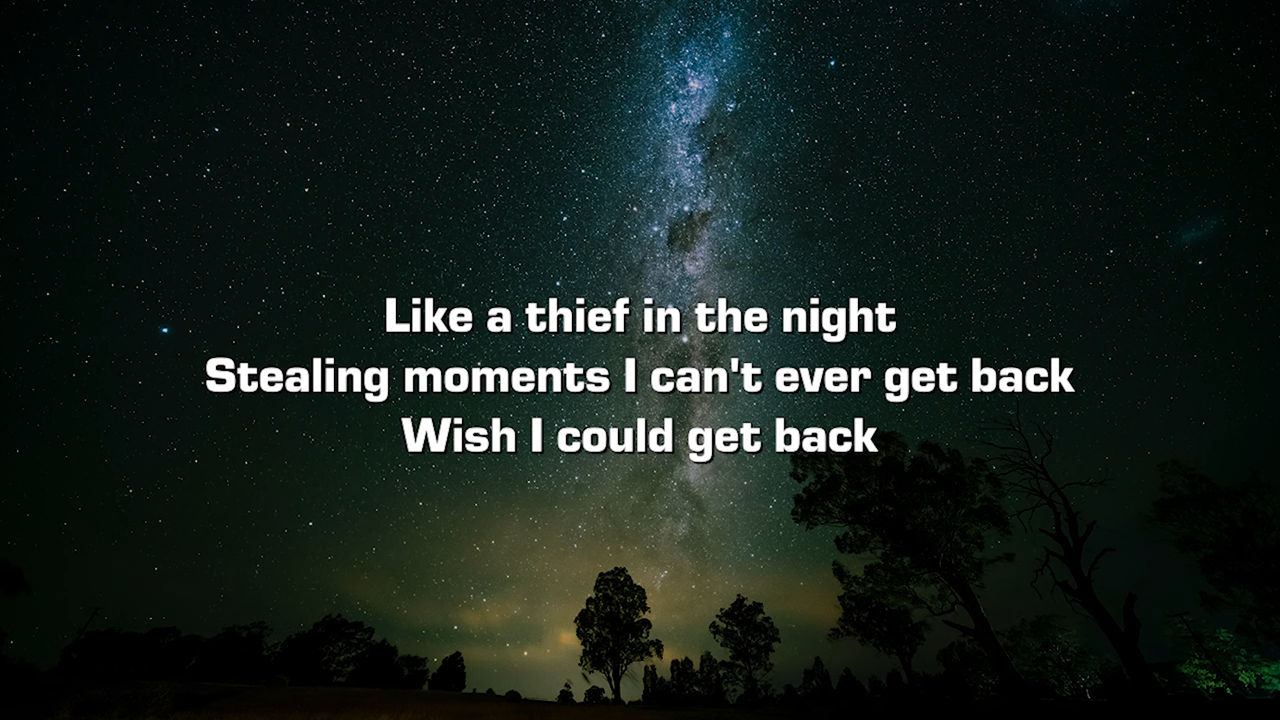 Like a thief in the night
Stealing moments I can't ever get back
Wish I could get back